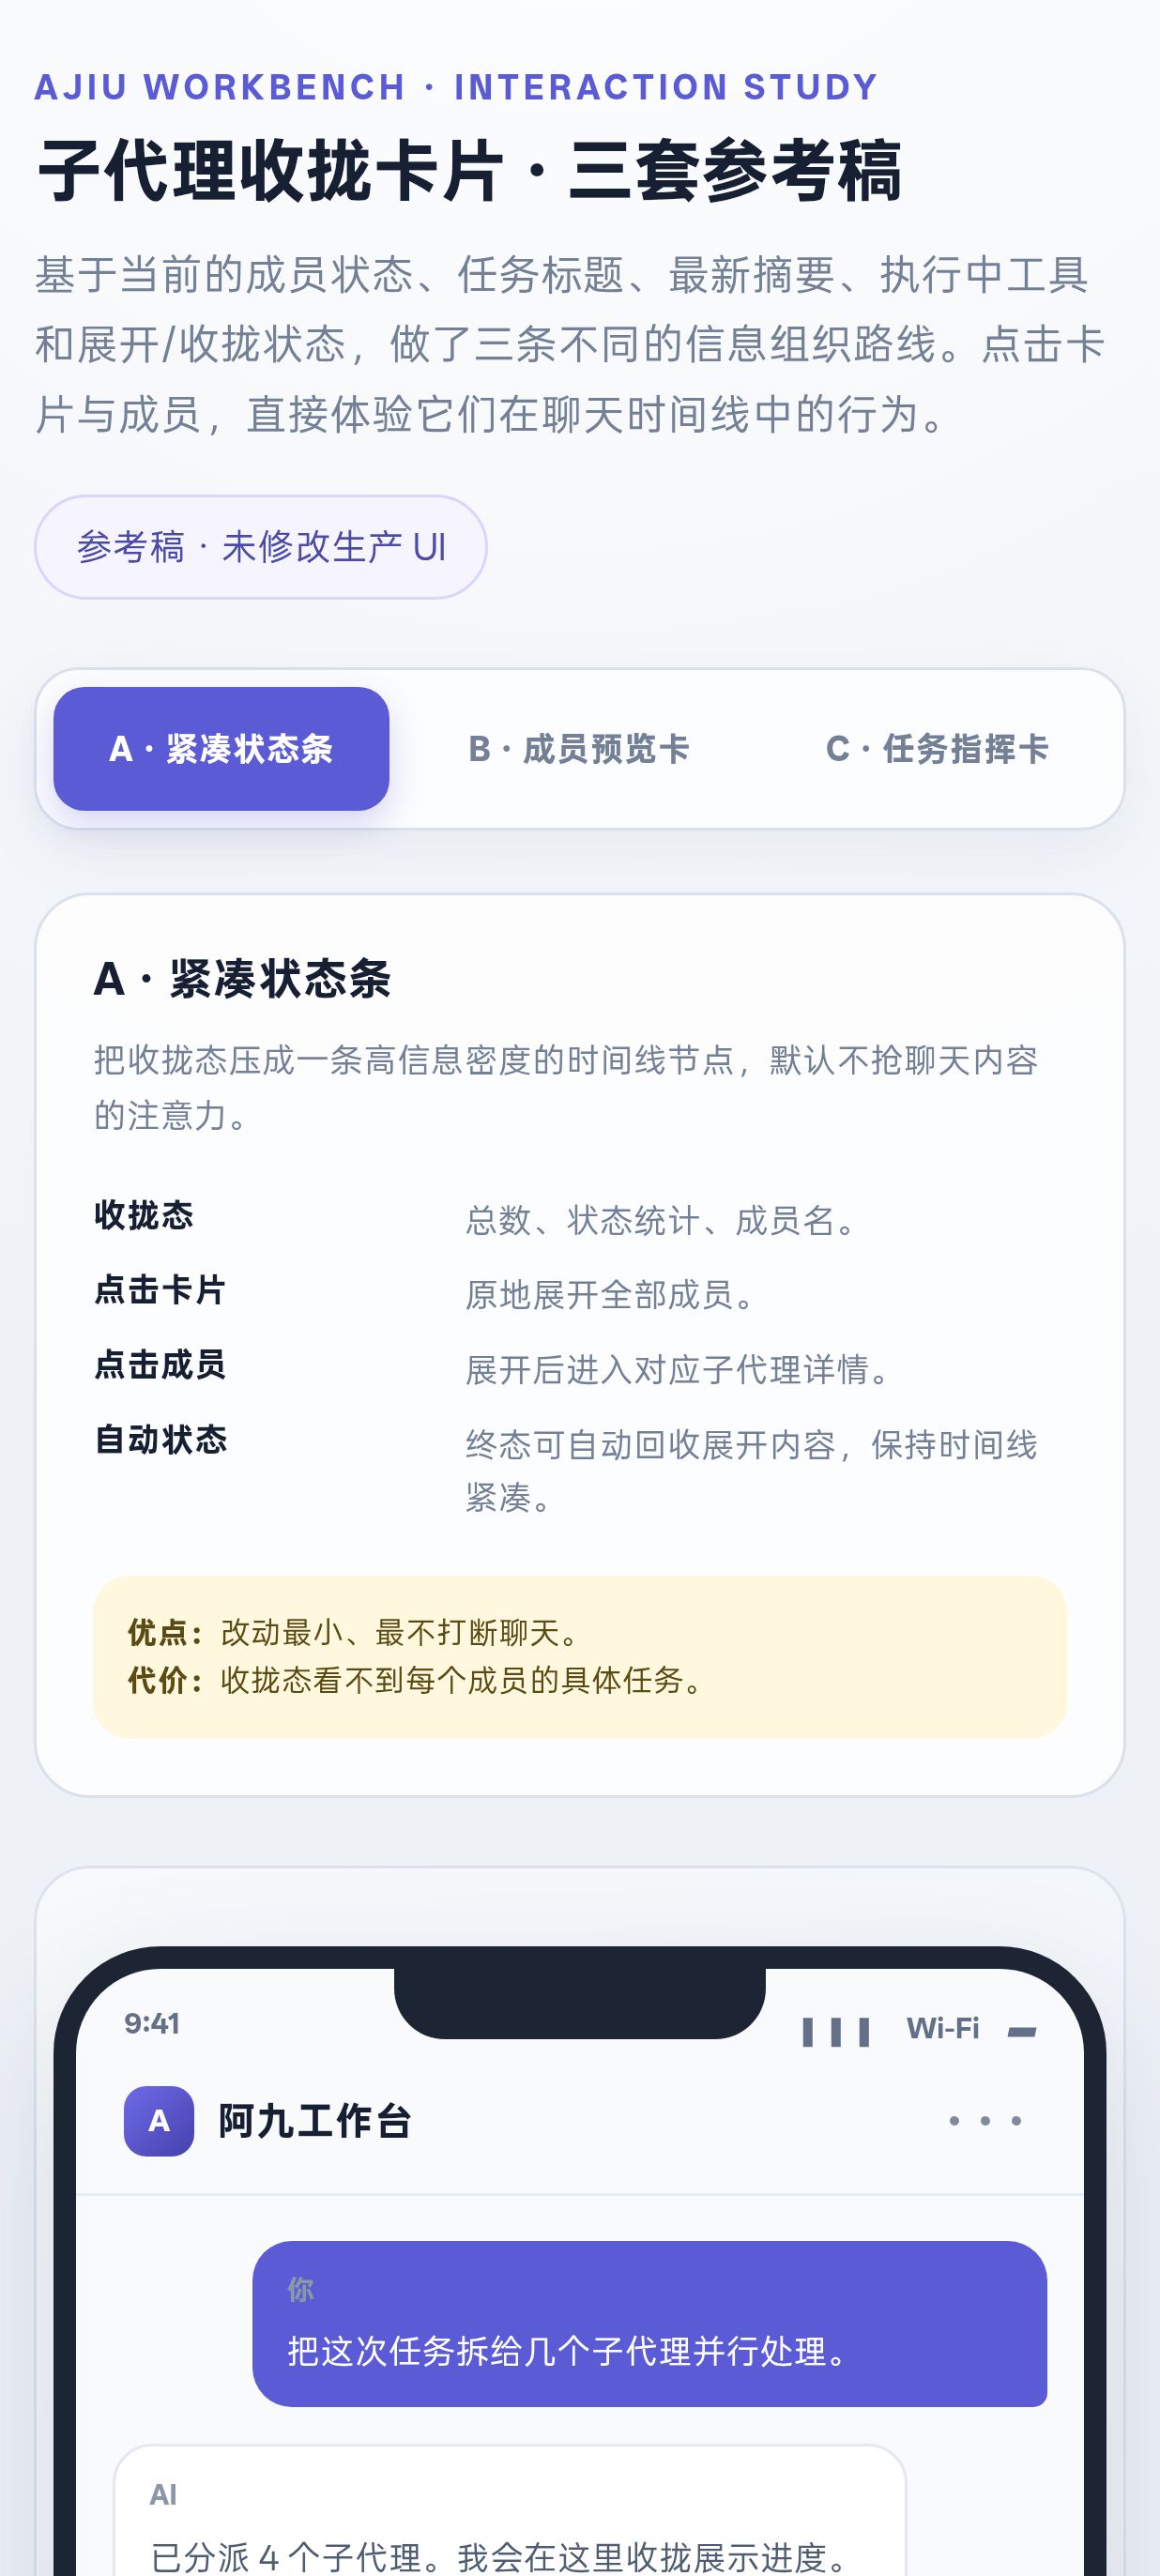 AJIU WORKBENCH · INTERACTION STUDY
子代理收拢卡片 · 三套参考稿
基于当前的成员状态、任务标题、最新摘要、执行中工具
和展开/收拢状态，做了三条不同的信息组织路线。点击卡
片与成员，直接体验它们在聊天时间线中的行为。
参考稿 · 未修改生产 UI
A · 紧凑状态条 B · 成员预览卡 C · 任务指挥卡
A · 紧凑状态条
把收拢态压成一条高信息密度的时间线节点，默认不抢聊天内容
的注意力。
收拢态 总数、状态统计、成员名。
点击卡片 原地展开全部成员。
点击成员 展开后进入对应子代理详情。
自动状态 终态可自动回收展开内容，保持时间线
紧凑。
优点：改动最小、最不打断聊天。
代价：收拢态看不到每个成员的具体任务。
9:41 Wi-Fi
A 阿九工作台
你
把这次任务拆给几个子代理并行处理。
AI
已分派 4 个子代理。我会在这里收拢展示进度。